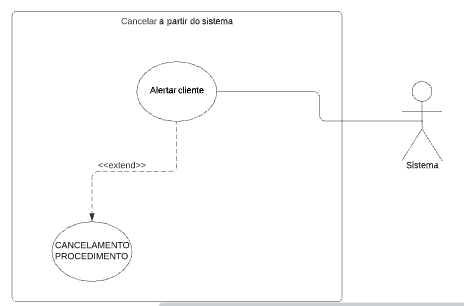 Cancelar a partir do sistema
Alertar cliente
<<extend>>
Sistema
CANCELAMENTO
PROCEDIMENTO